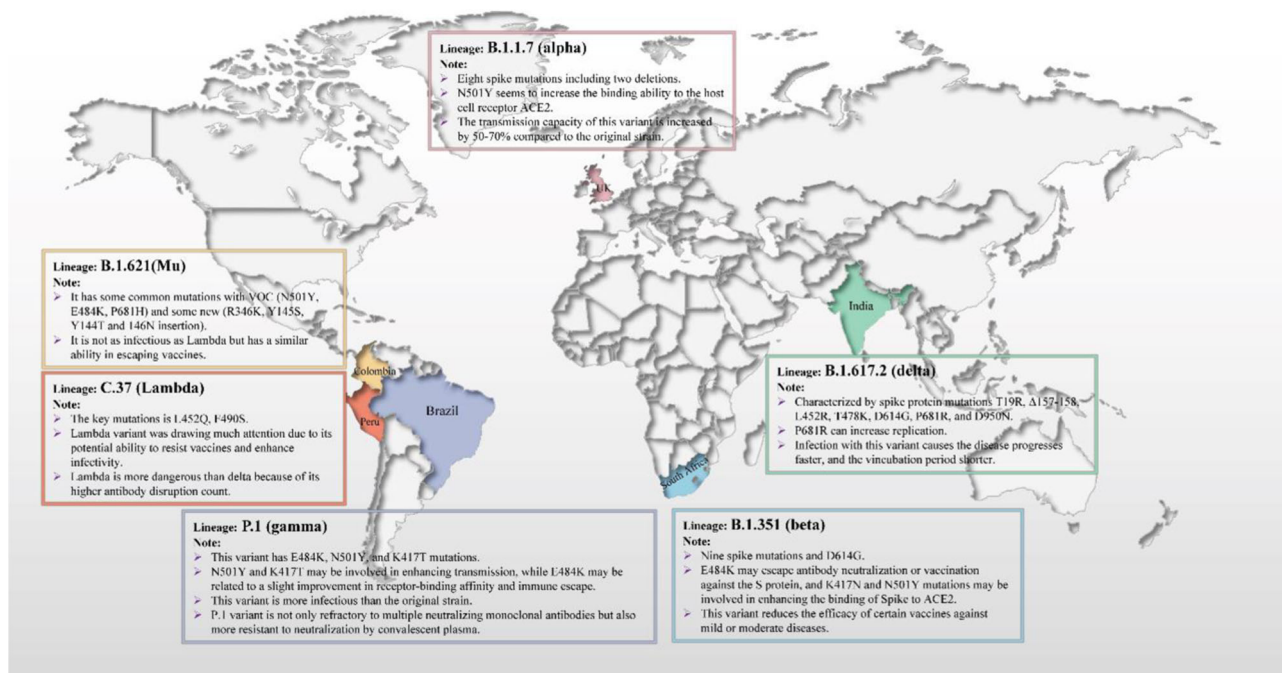 Lineage: B.1.1.7 (alpha)
Note:
➢ Eight spike mutations including two deletions.
➢ N501Y seems to increase the binding ability to the host
cell receptor ACE2.
➢ The transmission capacity of this variant is increased
by 50-70% compared to the original strain.
UK
Lineage: B.1.621(Mu)
Note:
➢ It has some common mutations with VOC (N501Y,
E484K, P681H) and some new (R346K, Y145S,
Y144T and 146N insertion).
➢ It is not as infectious as Lambda but has a similar
ability in escaping vaccines.
India
Colombia
Lineage: B.1.617.2 (delta)
Note:
➢ Characterized by spike protein mutations T19R, Δ157-158,
L452R, T478K, D614G, P681R, and D950N.
➢ P681R can increase replication.
➢ Infection with this variant causes the disease progresses
faster, and the vincubation period shorter.
Lineage: C.37 (Lambda)
Note:
➢ The key mutations is L452Q, F490S.
➢ Lambda variant was drawing much attention due to its
potential ability to resist vaccines and enhance
infectivity.
➢ Lambda is more dangerous than delta because of its
higher antibody disruption count.
Peru
Brazil
South Africa
Lineage: P.1 (gamma)
Note:
➢ This variant has E484K, N501Y, and K417T mutations.
➢ N501Y and K417T may be involved in enhancing transmission, while E484K may be
related to a slight improvement in receptor-binding affinity and immune escape.
➢ This variant is more infectious than the original strain.
➢ P.1 variant is not only refractory to multiple neutralizing monoclonal antibodies but also
more resistant to neutralization by convalescent plasma.
Lineage: B.1.351 (beta)
Note:
➢ Nine spike mutations and D614G.
➢ E484K may escape antibody neutralization or vaccination
against the S protein, and K417N and N501Y mutations may be
involved in enhancing the binding of Spike to ACE2.
➢ This variant reduces the efficacy of certain vaccines against
mild or moderate diseases.